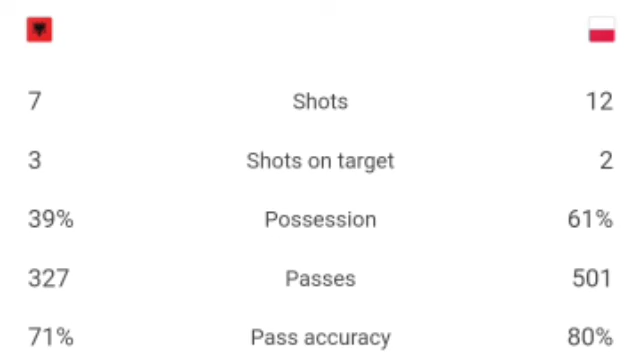 7 Shots 12
3 Shots on target 2
39% Possession 61%
327 Passes 501
71% Pass accuracy 80%